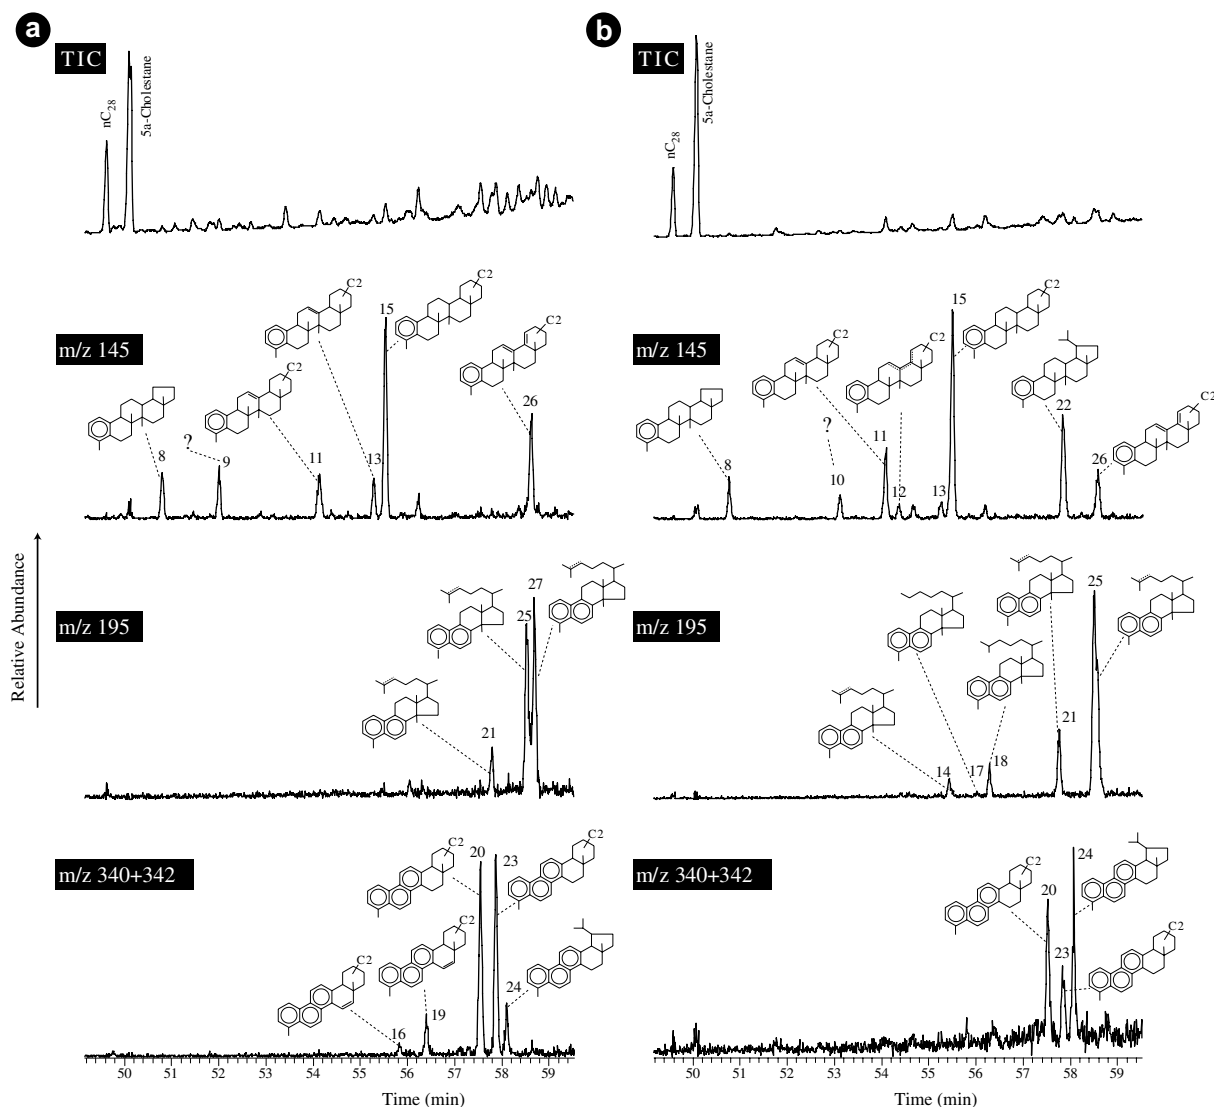 a
TIC
nC28
5a-Cholestane
b
TIC
nC28
5a-Cholestane
m/z 145
C2
C2
C2
8
?
9
11
13
15
26
m/z 145
C2
C2
C2
C2
8
?
10
11
12
13
15
22
26
Relative Abundance
m/z 195
21
25
27
m/z 195
14
17
18
21
25
m/z 340+342
C2
C2
C2
C2
16
19
20
23
24
50 51 52 53 54 55 56 57 58 59
Time (min)
m/z 340+342
C2
C2
20
23
24
50 51 52 53 54 55 56 57 58 59
Time (min)